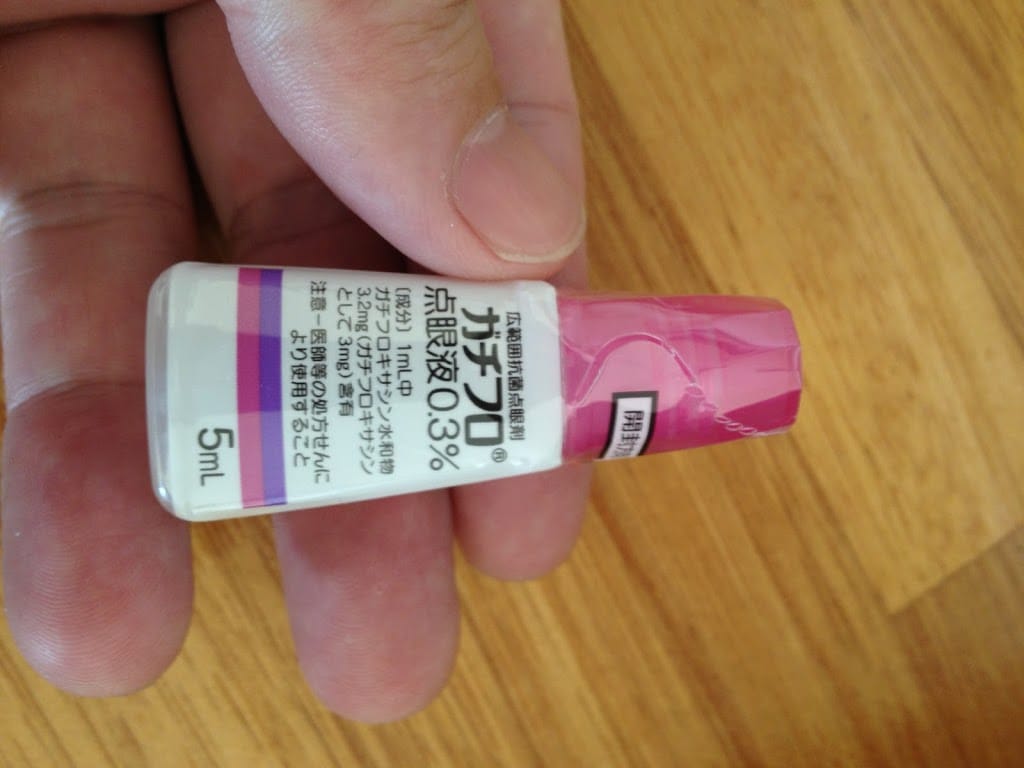 広範囲抗菌点眼剤
ガチフロ®
点眼液0.3%
(成分) 1mL中
ガチフロキサシン水和物
3.2mg (ガチフロキサシン
として 3mg) 含有
注意－医師等の処方せんに
より使用すること
5mL
開封